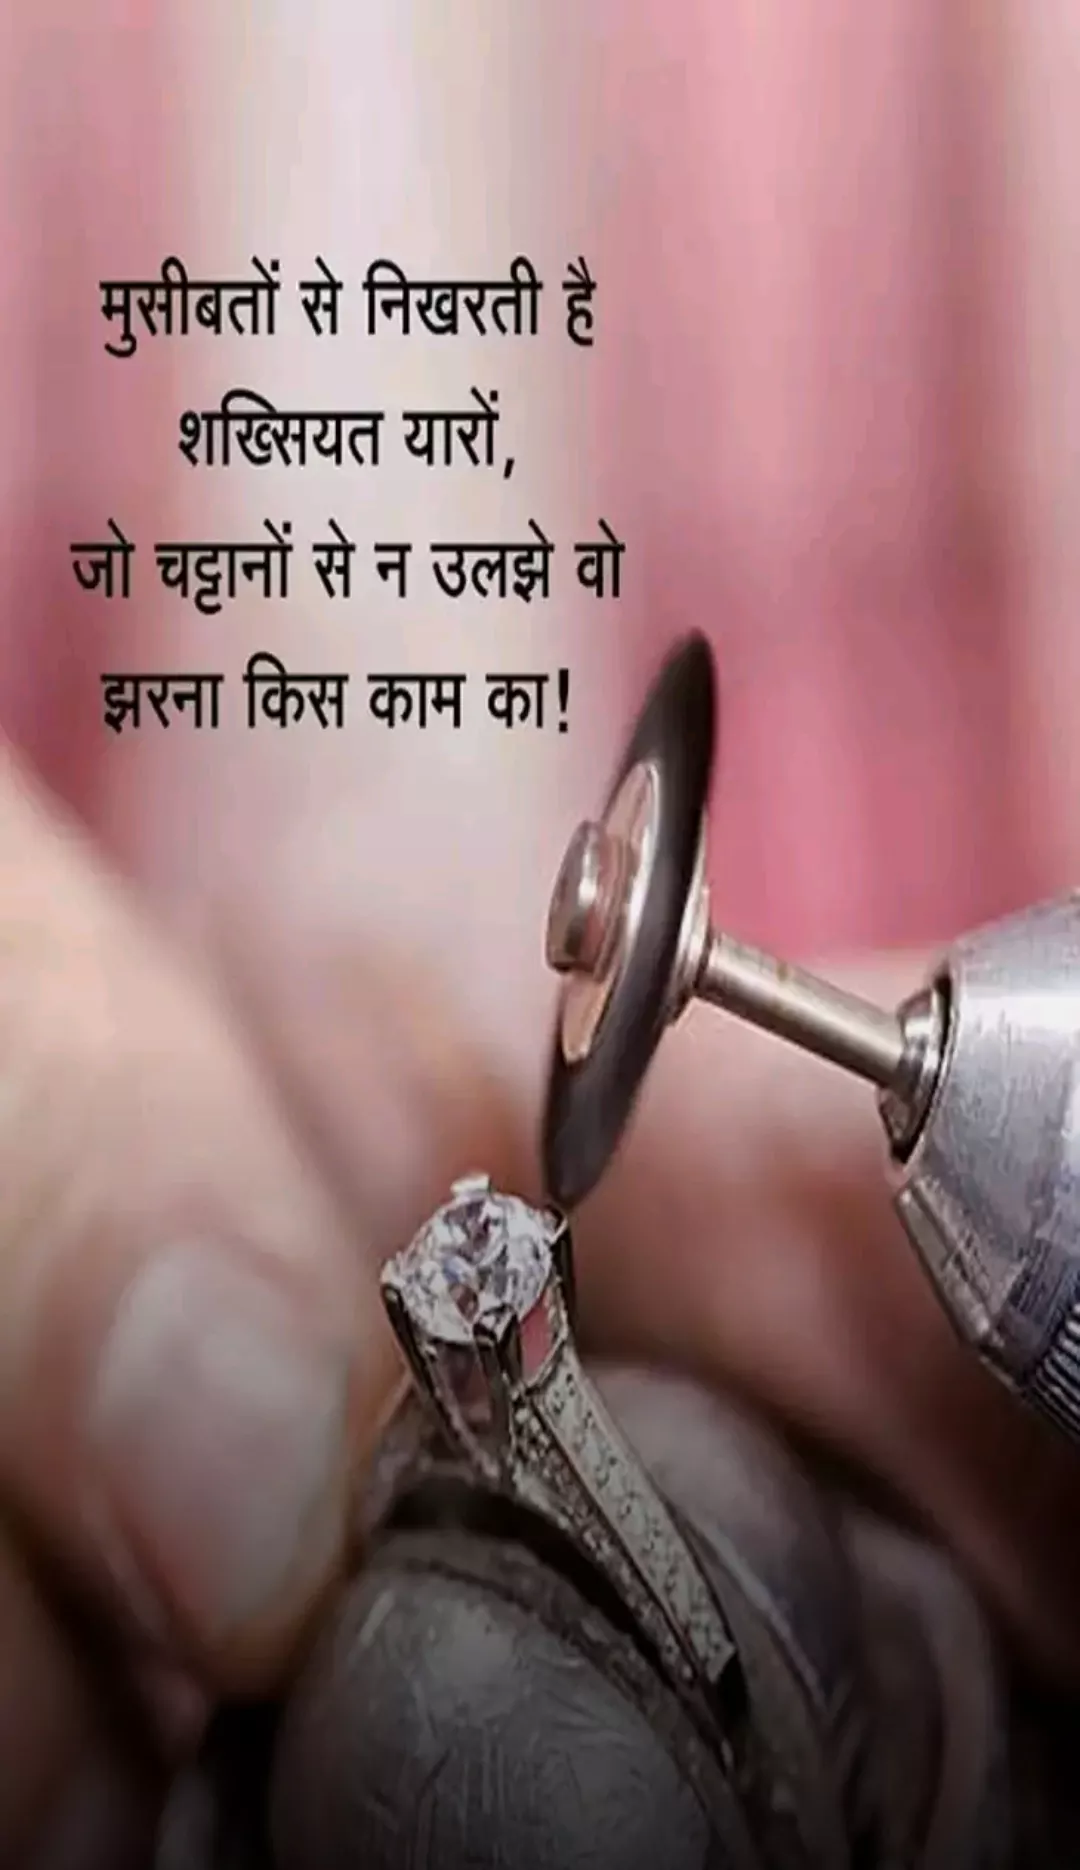 मुसीबतों से निखरती है
शख्सियत यारों,
जो चट्टानों से न उलझे वो
झरना किस काम का!